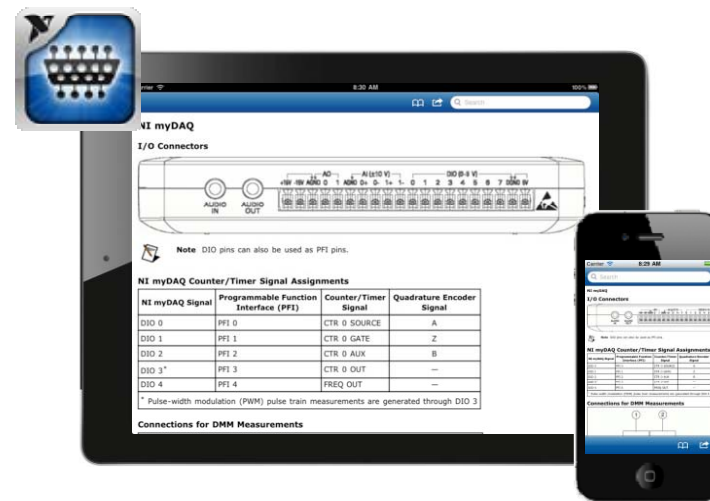 8:30 AM
100%
Search
NI myDAQ
I/O Connectors
AO AI (±10 V) DIO (0-5 V)
+15V -15V AGND 0 1 AGND 0+ 0- 1+ 1- 0 1 2 3 4 5 6 7 DGND 5V
AUDIO IN
AUDIO OUT
Note DIO pins can also be used as PFI pins.
NI myDAQ Counter/Timer Signal Assignments
NI myDAQ Signal Programmable Function Interface (PFI) Counter/Timer Signal Quadrature Encoder Signal
DIO 0 PFI 0 CTR 0 SOURCE A
DIO 1 PFI 1 CTR 0 GATE Z
DIO 2 PFI 2 CTR 0 AUX B
DIO 3* PFI 3 CTR 0 OUT —
DIO 4 PFI 4 FREQ OUT —
* Pulse-width modulation (PWM) pulse train measurements are generated through DIO 3
Connections for DMM Measurements
Carrier 8:29 AM
Search
NI myDAQ
I/O Connectors
NI myDAQ Counter/Timer Signal Assignments
Connections for DMM Measurements
1 2